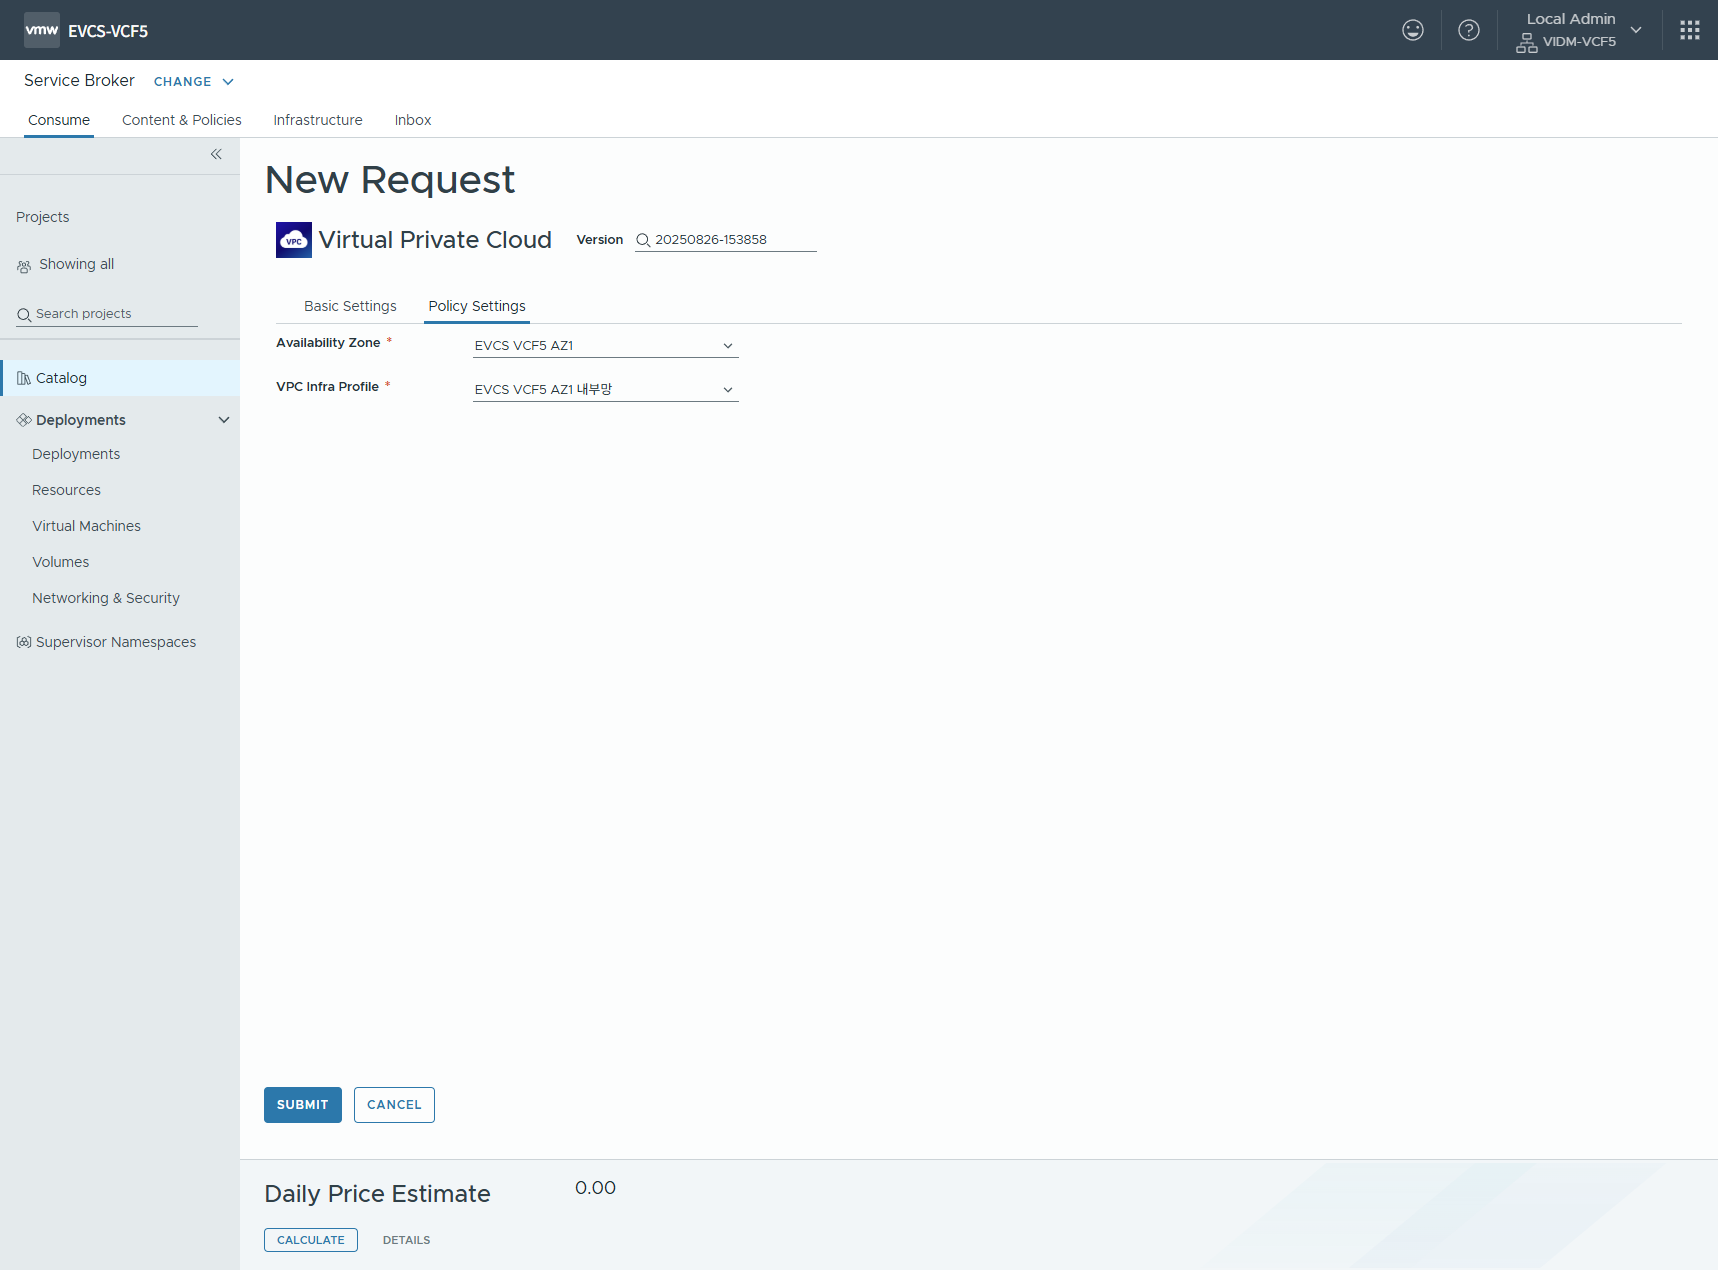 vmw EVCS-VCF5
Local Admin
VIDM-VCF5
Service Broker CHANGE
Consume Content & Policies Infrastructure Inbox
Projects
Showing all
Search projects
Catalog
Deployments
Deployments
Resources
Virtual Machines
Volumes
Networking & Security
Supervisor Namespaces
New Request
VPC Virtual Private Cloud Version 20250826-153858
Basic Settings Policy Settings
Availability Zone * EVCS VCF5 AZ1
VPC Infra Profile * EVCS VCF5 AZ1 내부망
SUBMIT CANCEL
Daily Price Estimate 0.00
CALCULATE DETAILS